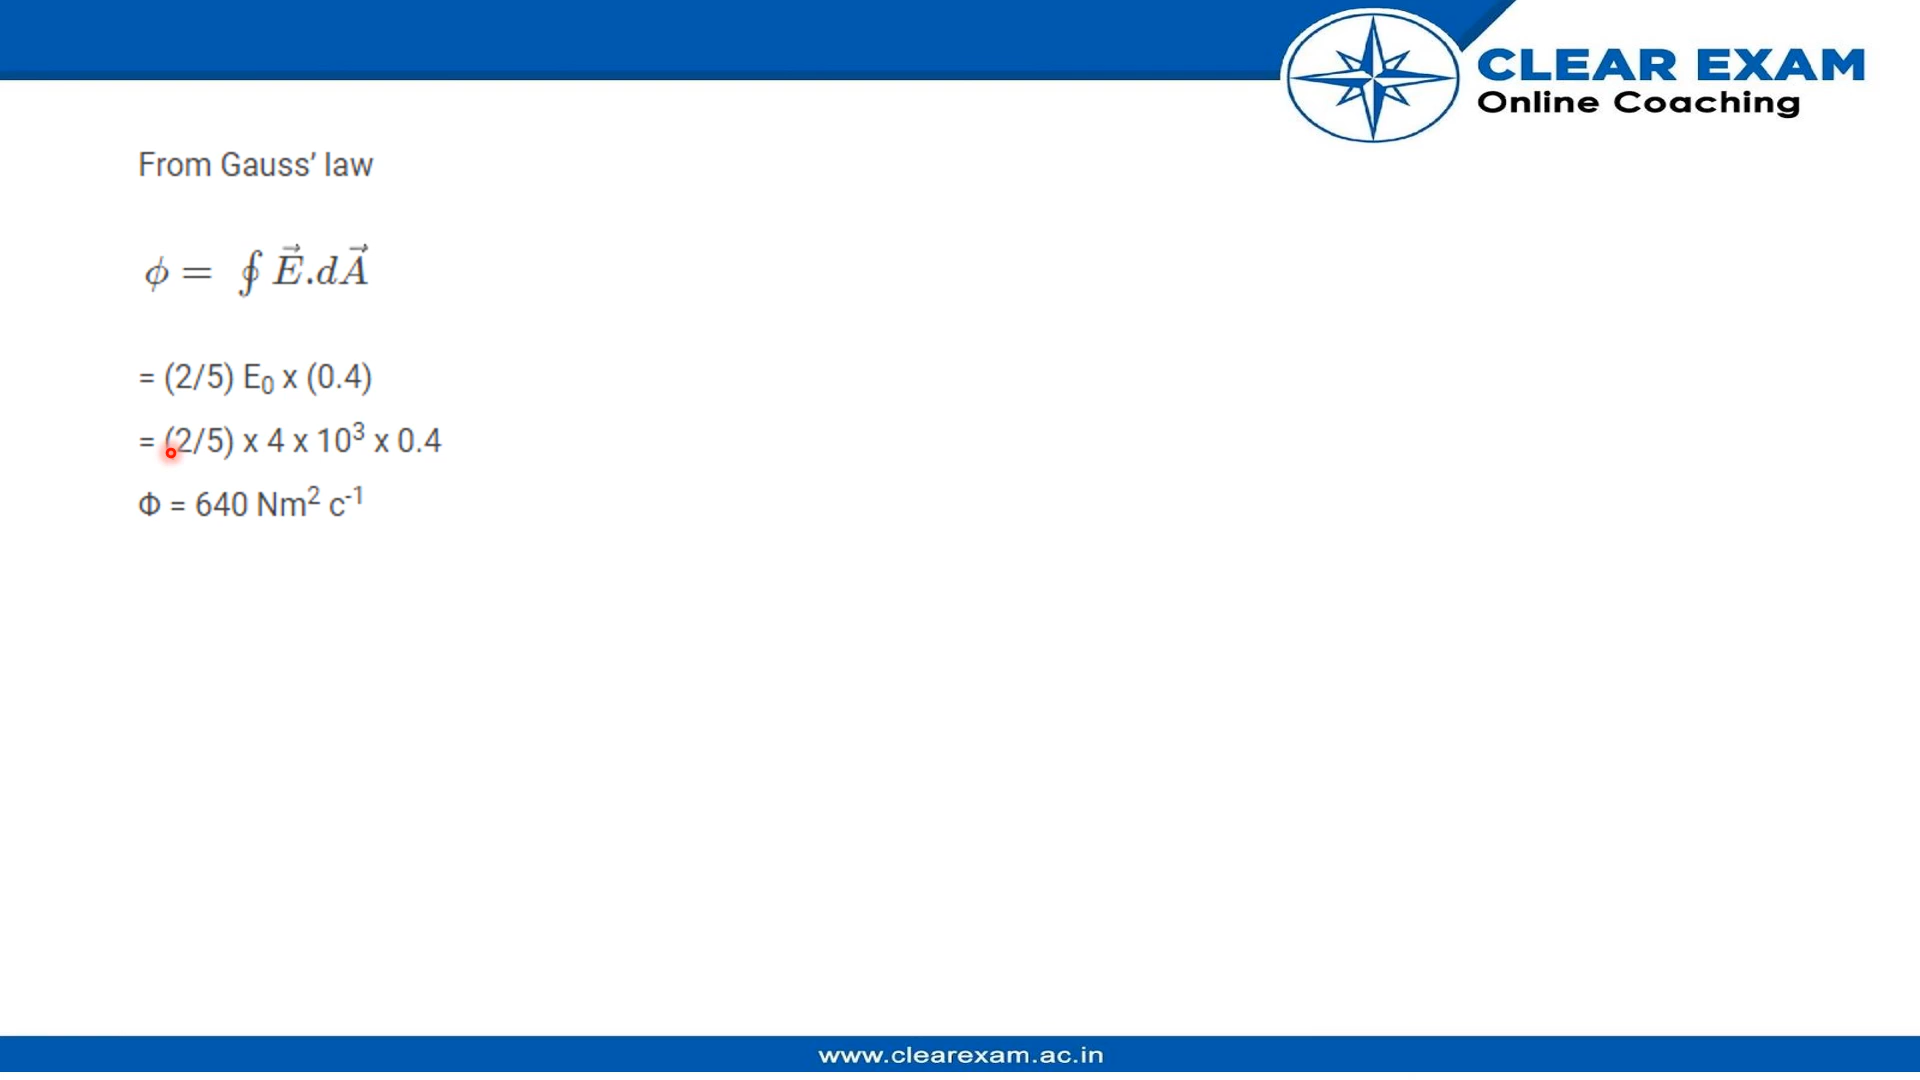 CLEAR EXAM
Online Coaching
From Gauss’ law
ϕ = ∮ E⃗.dA⃗
= (2/5) E₀ x (0.4)
= (2/5) x 4 x 10³ x 0.4
Φ = 640 Nm² c⁻¹
www.clearexam.ac.in